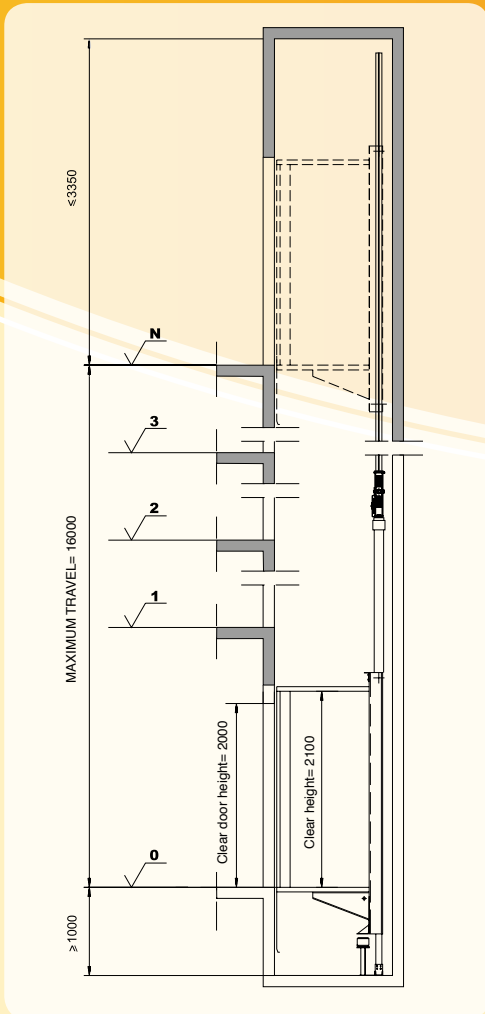 ≤3350
N
3
2
1
MAXIMUM TRAVEL= 16000
Clear door height= 2000
Clear height= 2100
0
≥1000